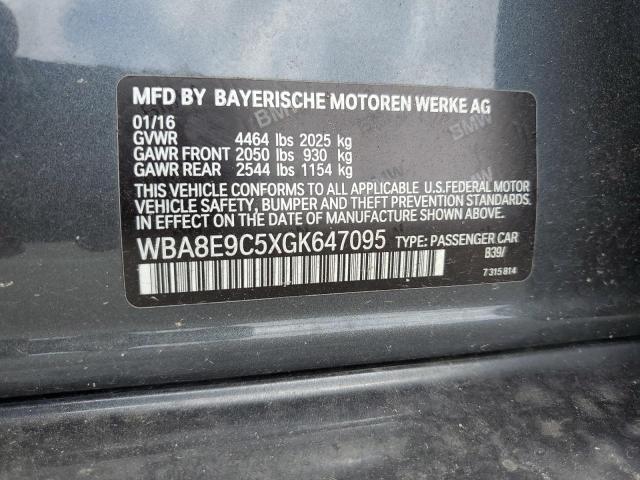 MFD BY BAYERISCHE MOTOREN WERKE AG
01/16
GVWR 4464 lbs 2025 kg
GAWR FRONT 2050 lbs 930 kg
GAWR REAR 2544 lbs 1154 kg
THIS VEHICLE CONFORMS TO ALL APPLICABLE U.S.FEDERAL MOTOR
VEHICLE SAFETY, BUMPER AND THEFT PREVENTION STANDARDS
IN EFFECT ON THE DATE OF MANUFACTURE SHOWN ABOVE.
WBA8E9C5XGK647095 TYPE: PASSENGER CAR
B39/
7 315 814